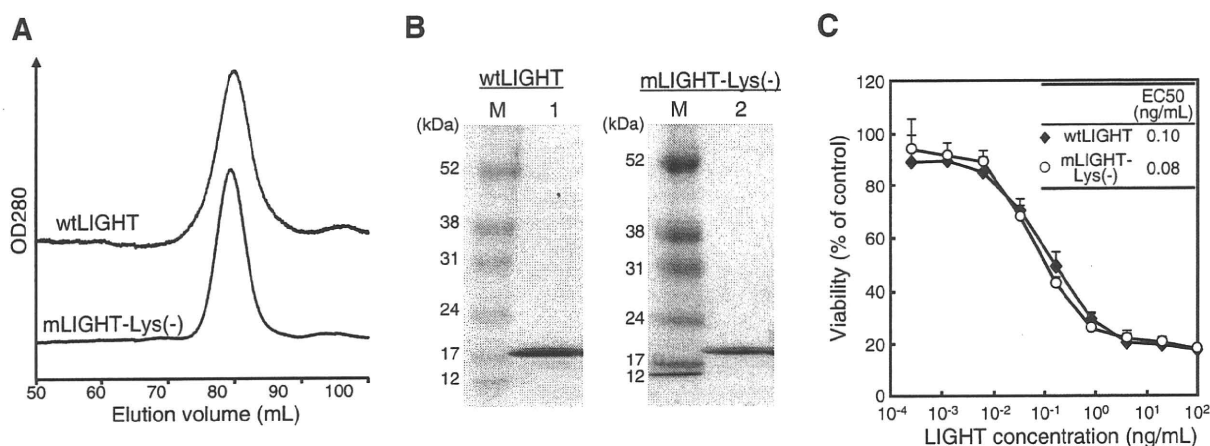 A
OD280
wtLIGHT
mLIGHT-Lys(-)
50 60 70 80 90 100
Elution volume (mL)
B
wtLIGHT
M 1
(kDa)
52
38
31
24
17
12
mLIGHT-Lys(-)
M 2
(kDa)
52
38
31
24
17
12
C
Viability (% of control)
120
100
80
60
40
20
0
EC50
(ng/mL)
wtLIGHT 0.10
mLIGHT-
Lys(-) 0.08
10-4 10-3 10-2 10-1 100 101 102
LIGHT concentration (ng/mL)